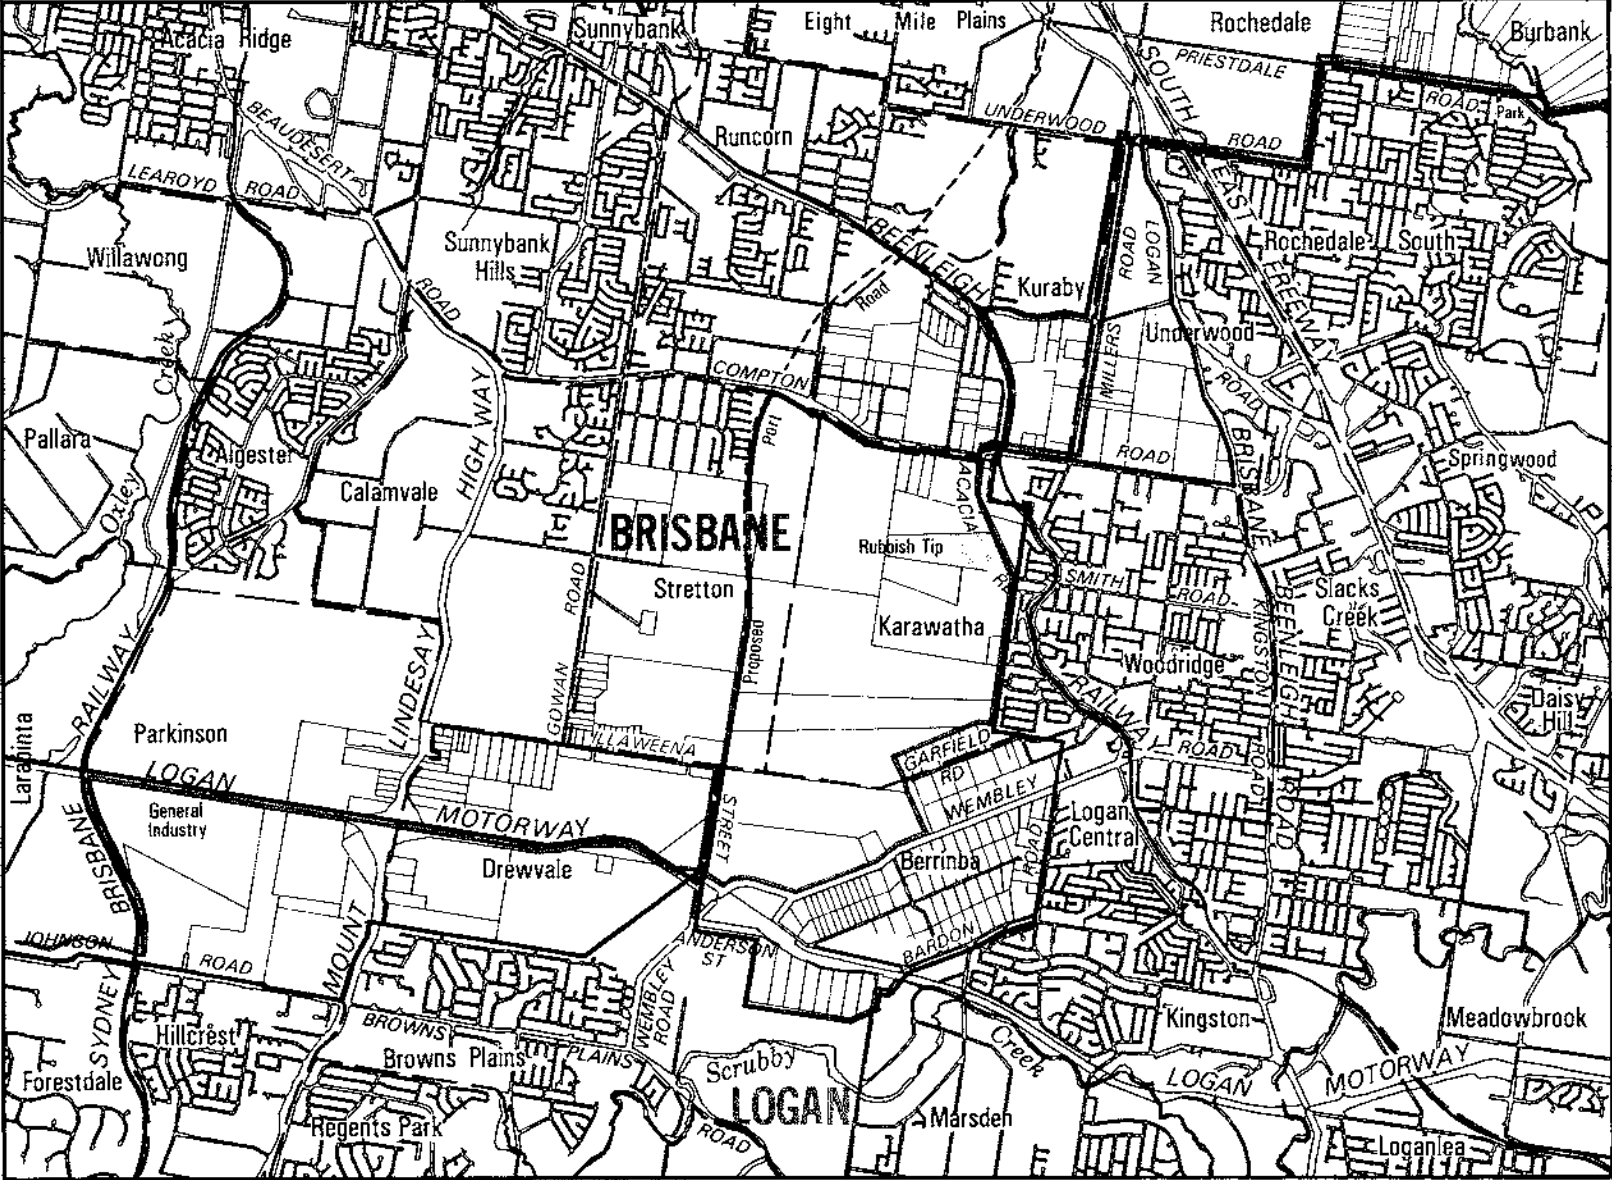 Acacia Ridge
Sunnybank
Eight Mile Plains
Rochedale
Burbank
PRIESTDALE
ROAD
Park
SOUTH
EAST
FREEWAY
BEAUDESERT
ROAD
UNDERWOOD
ROAD
Runcorn
LEAROYD
ROAD
Willawong
Sunnybank
Hills
BEENLEIGH
Road
Kuraby
ROAD
MILLERS
LOGAN
ROAD
Rochedale South
Underwood
Creek
Oxley
Pallara
Algester
Calamvale
HIGHWAY
COMPTON
ROAD
Port
Proposed
BRISBANE
Stretton
Rubbish Tip
Karawatha
ACACIA
RD
BRISBANE
BEENLEIGH
ROAD
Springwood
SMITH
ROAD
KINGSTON
ROAD
Slacks
Creek
Woodridge
Daisy
Hill
RAILWAY
LINDESAY
GOWAN
ROAD
ILLAWEENA
STREET
RAILWAY
ROAD
Larapinta
Parkinson
LOGAN
MOTORWAY
General
Industry
GARFIELD
RD
WEMBLEY
ROAD
Logan
Central
Drewvale
Berrinba
BRISBANE
SYDNEY
MOUNT
JOHNSON
ROAD
ANDERSON
ST
BARDON
WEMBLEY
ROAD
Hillcrest
BROWNS
PLAINS
ROAD
Browns Plains
Forestdale
Regents Park
Scrubby
Creek
LOGAN
Marsden
Kingston
Meadowbrook
LOGAN
MOTORWAY
Loganlea